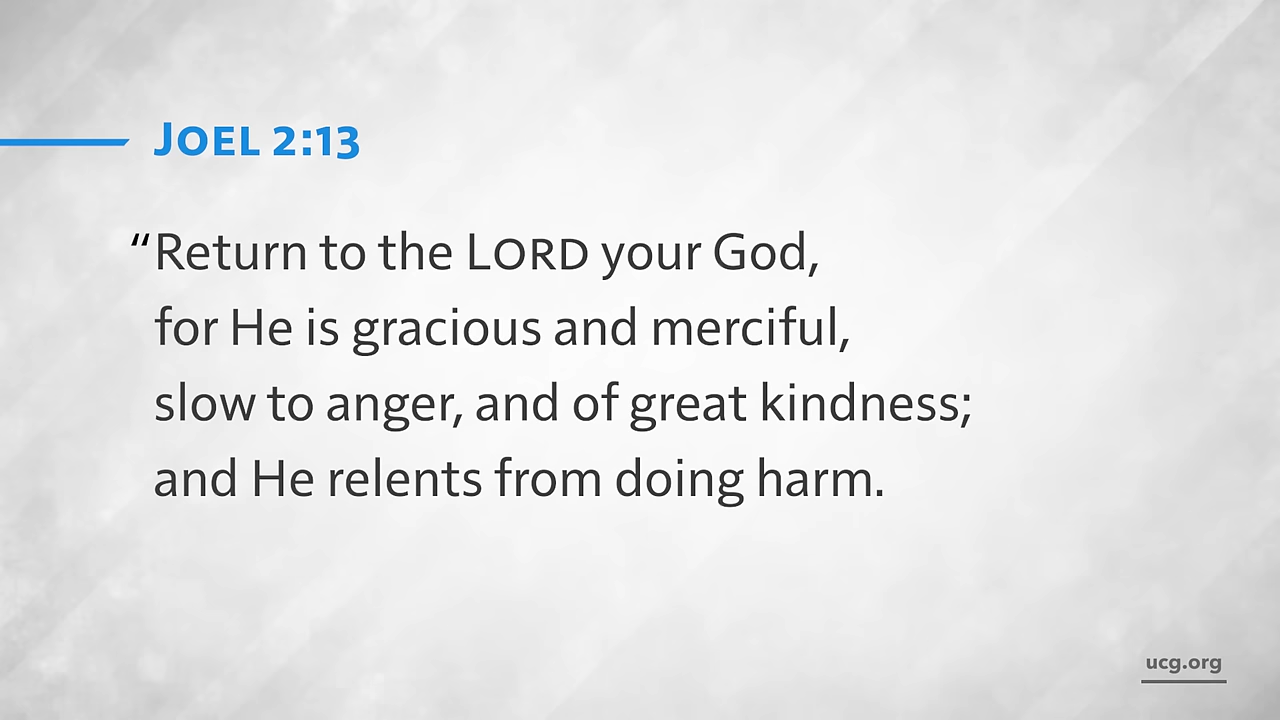 JOEL 2:13
“Return to the LORD your God,
for He is gracious and merciful,
slow to anger, and of great kindness;
and He relents from doing harm.
ucg.org